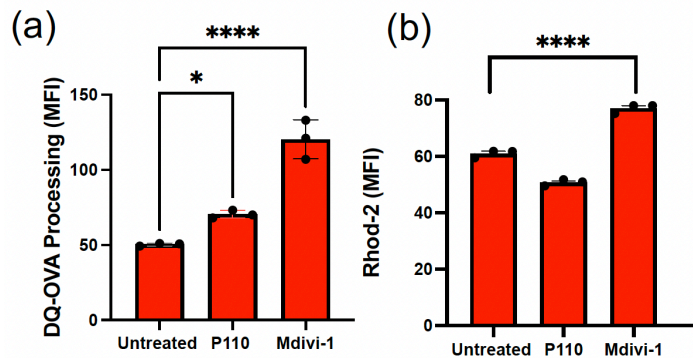 (a)
****
*
DQ-OVA Processing (MFI)
150
100
50
0
Untreated P110 Mdivi-1
(b)
****
Rhod-2 (MFI)
80
60
40
20
0
Untreated P110 Mdivi-1